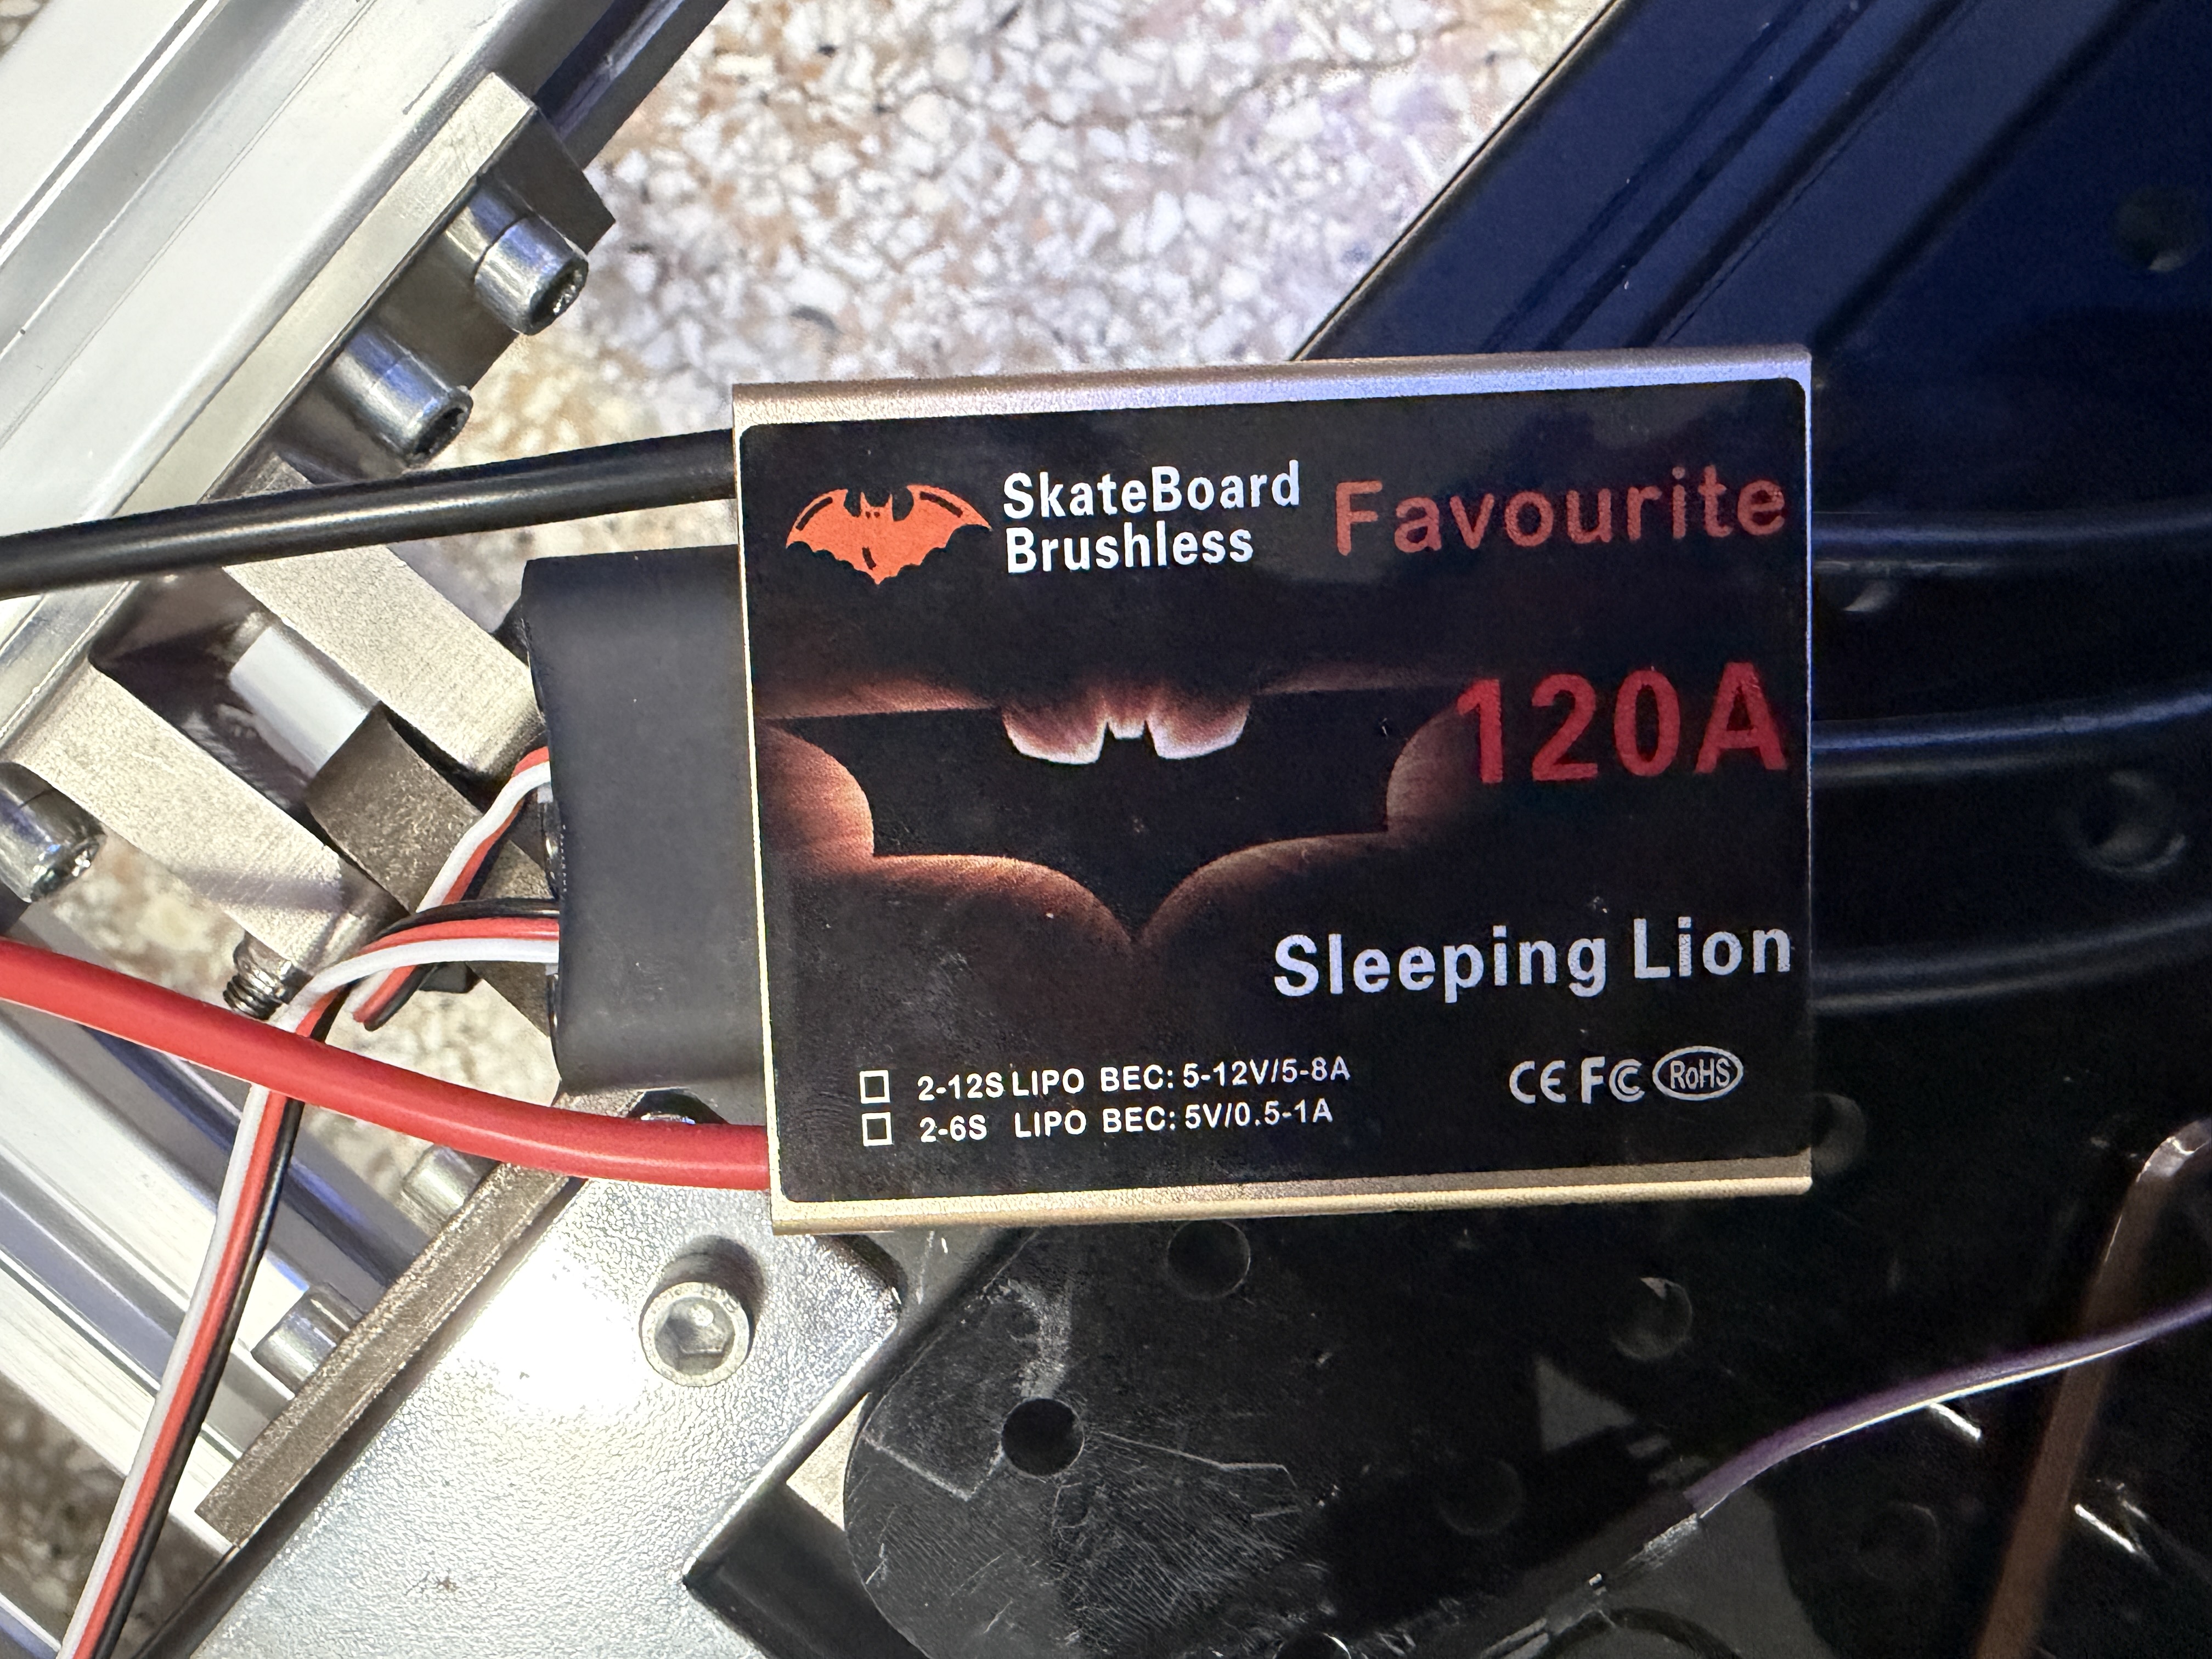 SkateBoard
Brushless
Favourite
120A
Sleeping Lion
2-12S LIPO BEC: 5-12V/5-8A
2-6S LIPO BEC: 5V/0.5-1A
CE FC RoHS